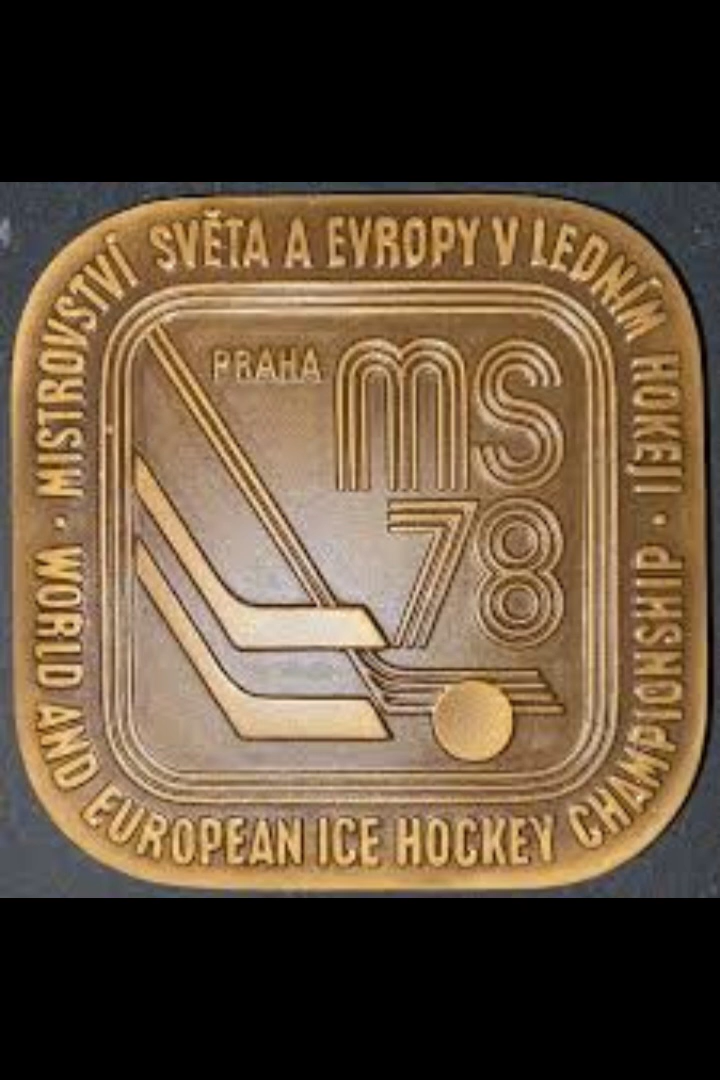 MISTROVSTVÍ SVĚTA A EVROPY V LEDNÍM HOKEJI
PRAHA
MS
78
· WORLD AND EUROPEAN ICE HOCKEY CHAMPIONSHIP ·